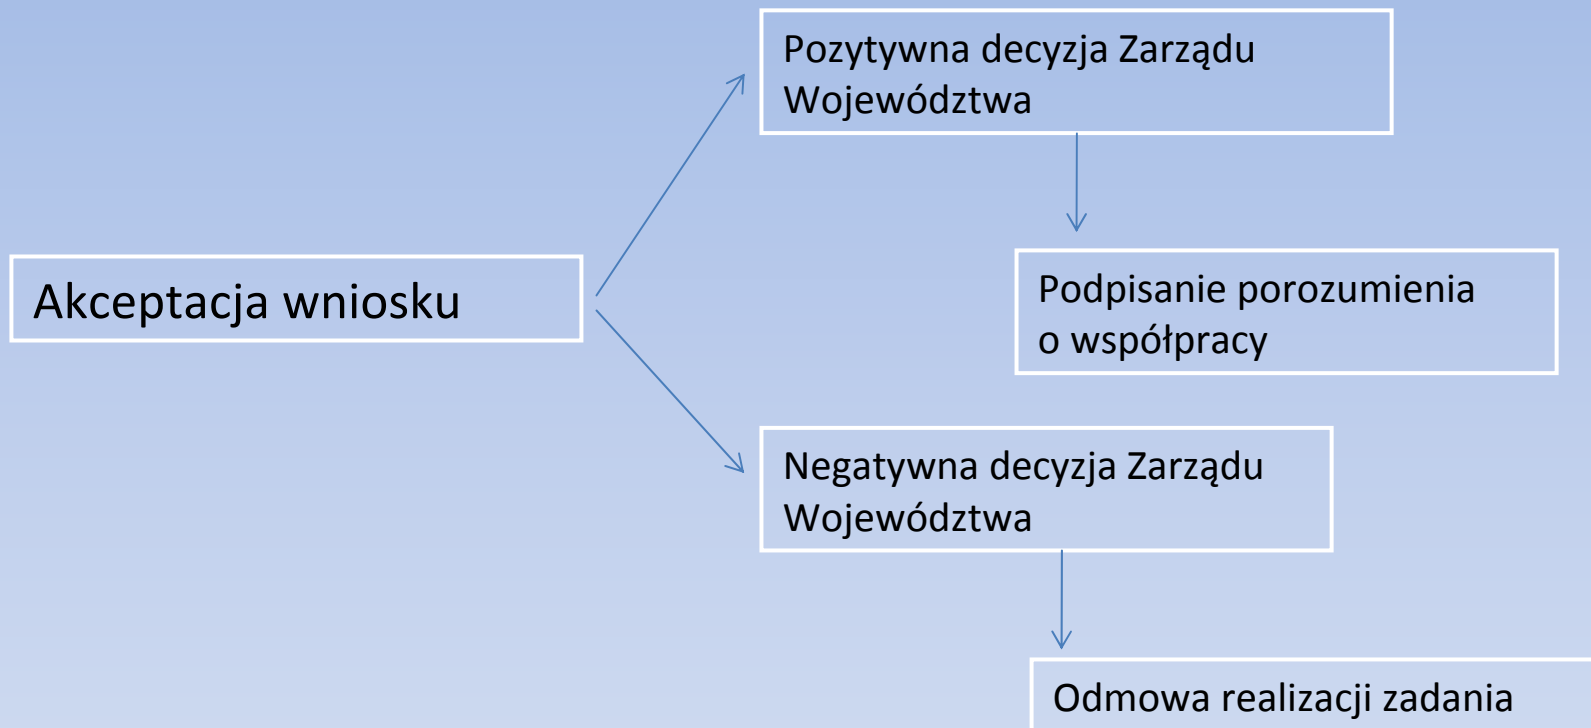 Pozytywna decyzja Zarządu
Województwa
Akceptacja wniosku
Podpisanie porozumienia
o współpracy
Negatywna decyzja Zarządu
Województwa
Odmowa realizacji zadania